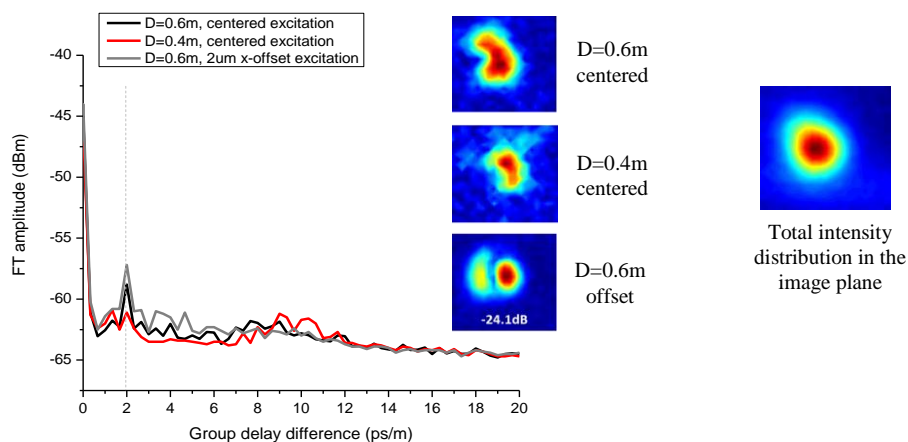 D=0.6m, centered excitation
D=0.4m, centered excitation
D=0.6m, 2um x-offset excitation
-40
-45
-50
-55
-60
-65
FT amplitude (dBm)
0 2 4 6 8 10 12 14 16 18 20
Group delay difference (ps/m)
D=0.6m
centered
D=0.4m
centered
D=0.6m
offset
-24.1dB
Total intensity
distribution in the
image plane